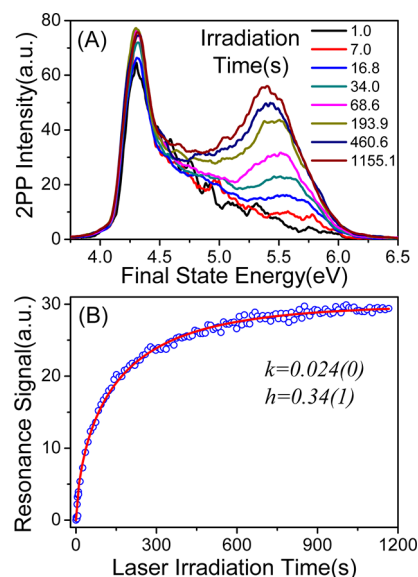 (A)
Irradiation
Time(s)
1.0
7.0
16.8
34.0
68.6
193.9
460.6
1155.1
80
60
40
20
0
2PP Intensity(a.u.)
4.0
4.5
5.0
5.5
6.0
6.5
Final State Energy(eV)
(B)
30
20
10
0
Resonance Signal(a.u.)
k=0.024(0)
h=0.34(1)
0
300
600
900
1200
Laser Irradiation Time(s)